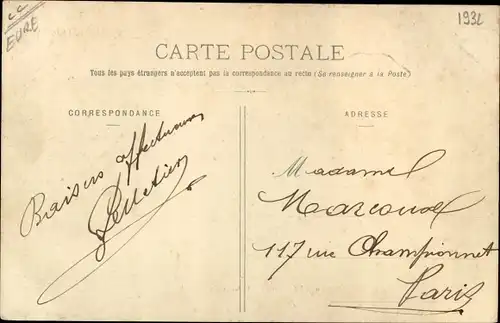 EURE
1932
CARTE POSTALE
Tous les pays étrangers n'acceptent pas la correspondance au recto (Se renseigner à la Poste)
CORRESPONDANCE
ADRESSE
Baisers affectueux
Pelletier
Madame
117 rue Championnet
Paris